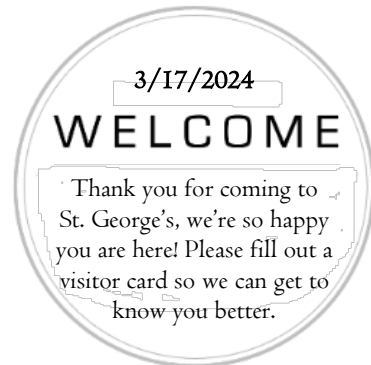 3/17/2024
WELCOME
Thank you for coming to
St. George's, we're so happy
you are here! Please fill out a
visitor card so we can get to
know you better.